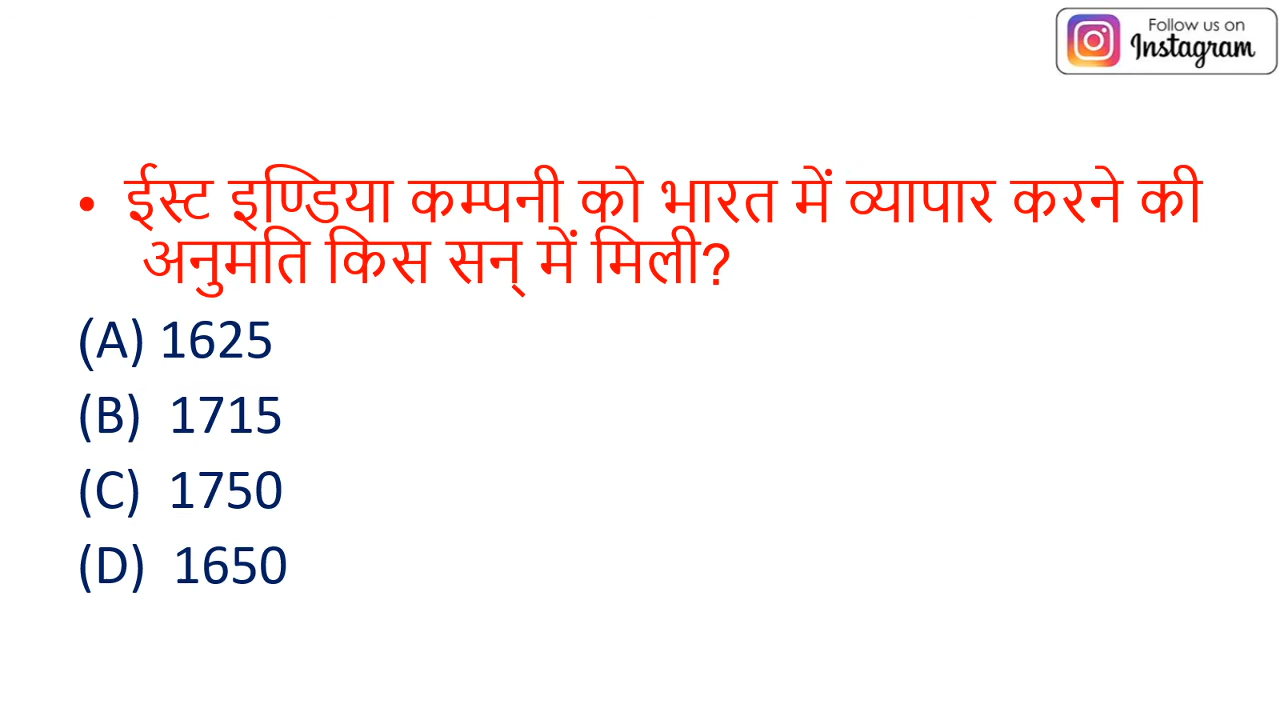 Follow us on
Instagram
• ईस्ट इण्डिया कम्पनी को भारत में व्यापार करने की
अनुमति किस सन् में मिली?
(A) 1625
(B) 1715
(C) 1750
(D) 1650